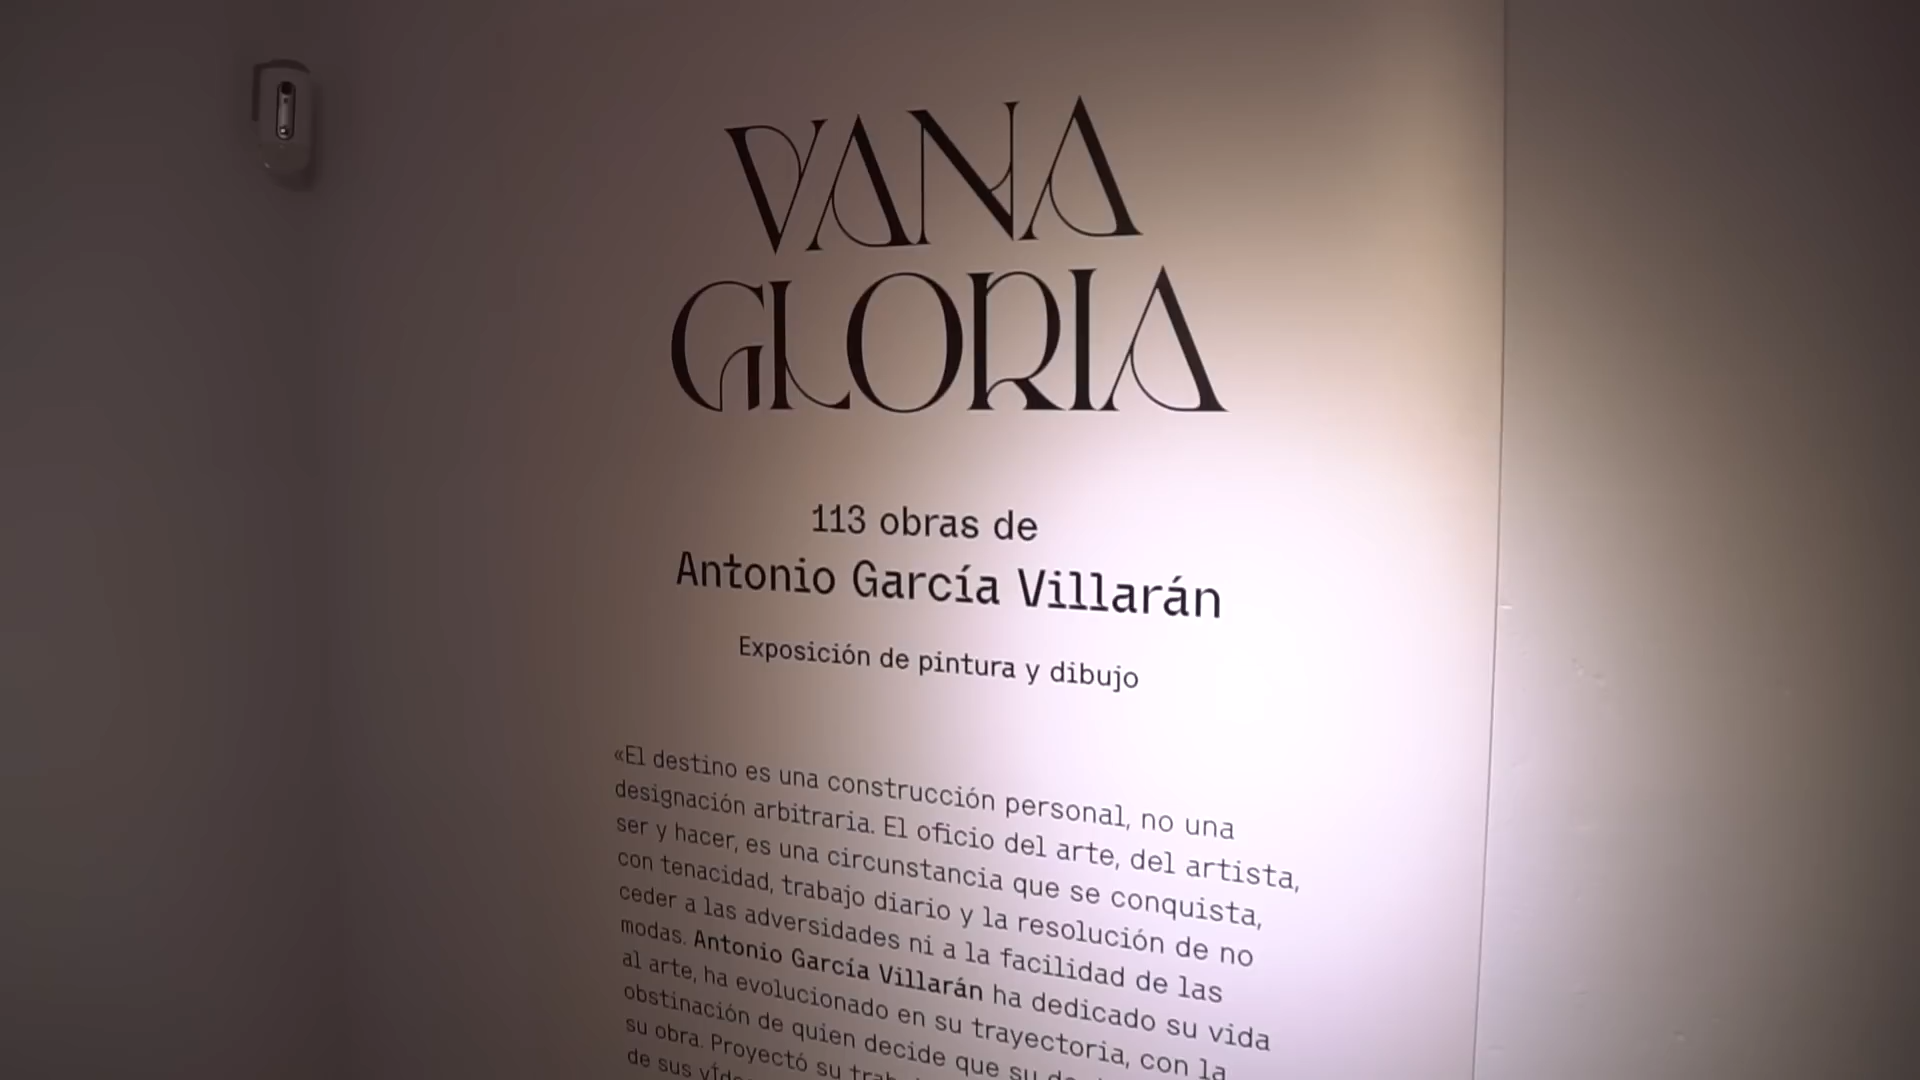 VANA
GLORIA
113 obras de
Antonio García Villarán
Exposición de pintura y dibujo
«El destino es una construcción personal, no una
designación arbitraria. El oficio del arte, del artista,
ser y hacer, es una circunstancia que se conquista,
con tenacidad, trabajo diario y la resolución de no
ceder a las adversidades ni a la facilidad de las
modas. Antonio García Villarán ha dedicado su vida
al arte, ha evolucionado en su trayectoria, con la
obstinación de quien decide que su
su obra. Proyectó su
de sus